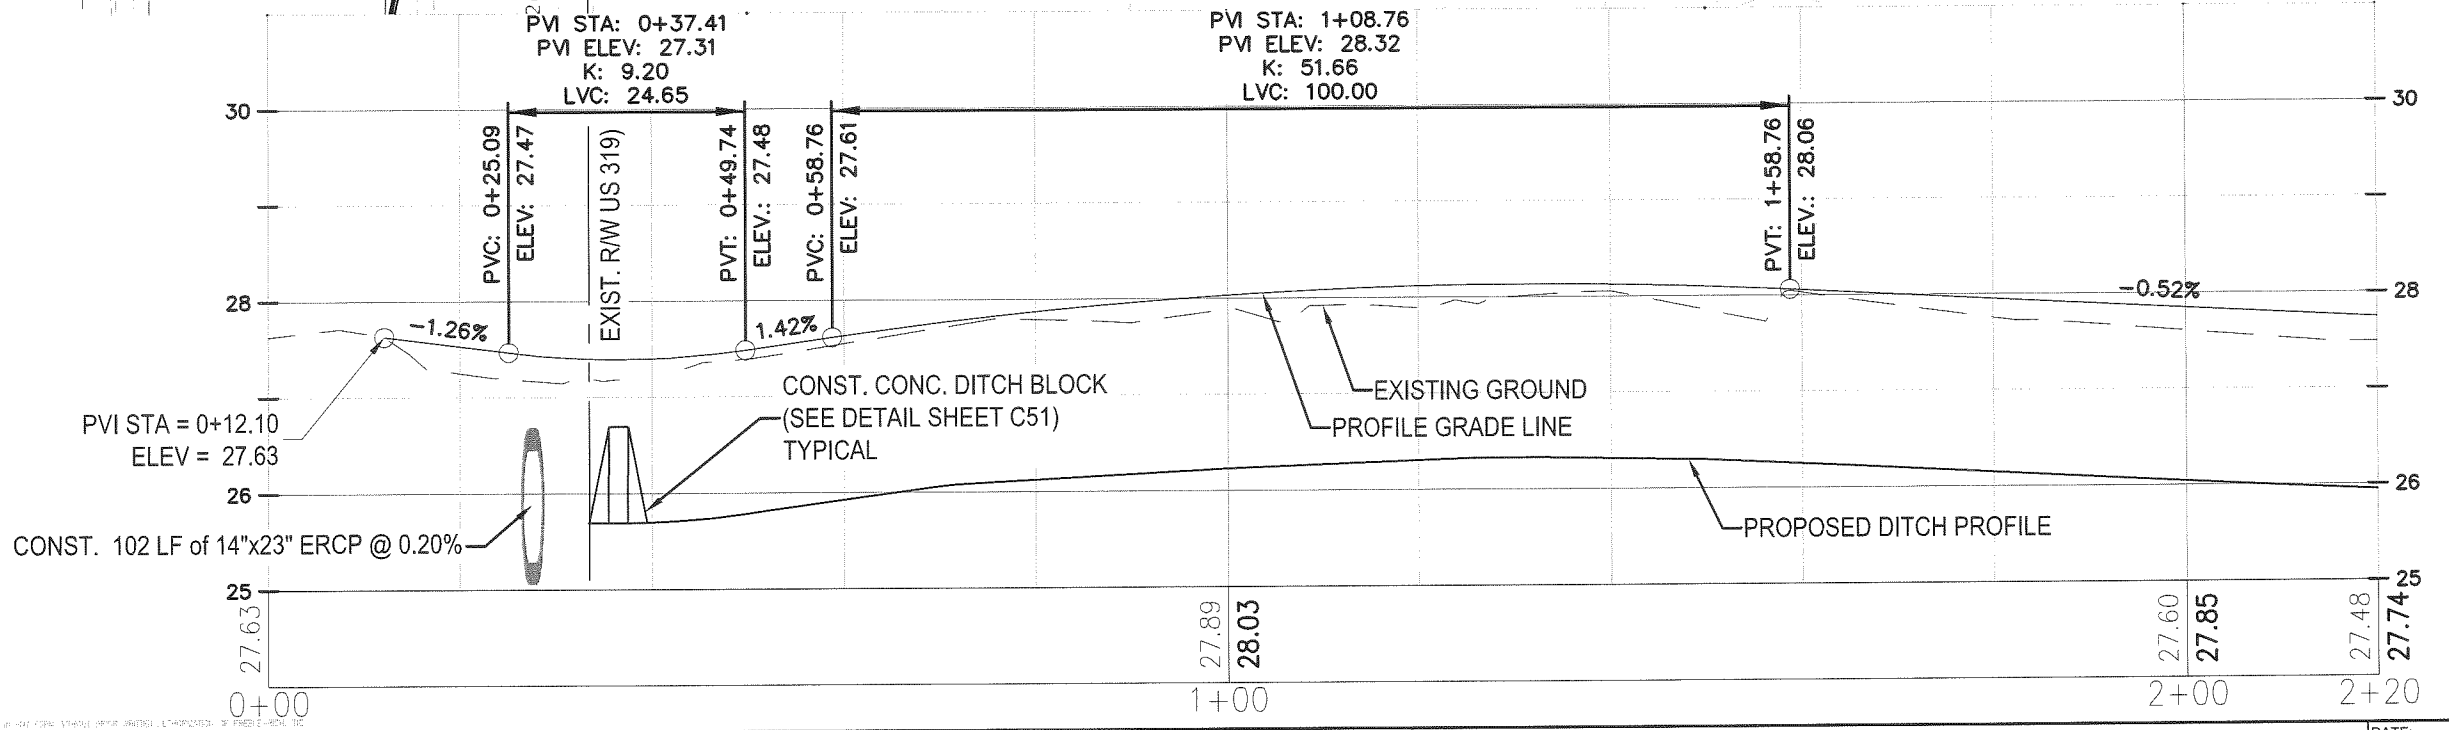 PVI STA: 0+37.41
PVI ELEV: 27.31
K: 9.20
LVC: 24.65
PVI STA: 1+08.76
PVI ELEV: 28.32
K: 51.66
LVC: 100.00
30
30
PVC: 0+25.09
ELEV: 27.47
EXIST. R/W US 319)
PVT: 0+49.74
ELEV.: 27.48
PVC: 0+58.76
ELEV: 27.61
PVT: 1+58.76
ELEV.: 28.06
28
28
-1.26%
1.42%
-0.52%
PVI STA = 0+12.10
ELEV = 27.63
CONST. CONC. DITCH BLOCK
(SEE DETAIL SHEET C51)
TYPICAL
EXISTING GROUND
PROFILE GRADE LINE
26
26
CONST. 102 LF of 14"x23" ERCP @ 0.20%
PROPOSED DITCH PROFILE
25
25
27.63
27.89
28.03
27.60
27.85
27.48
27.74
0+00
1+00
2+00
2+20